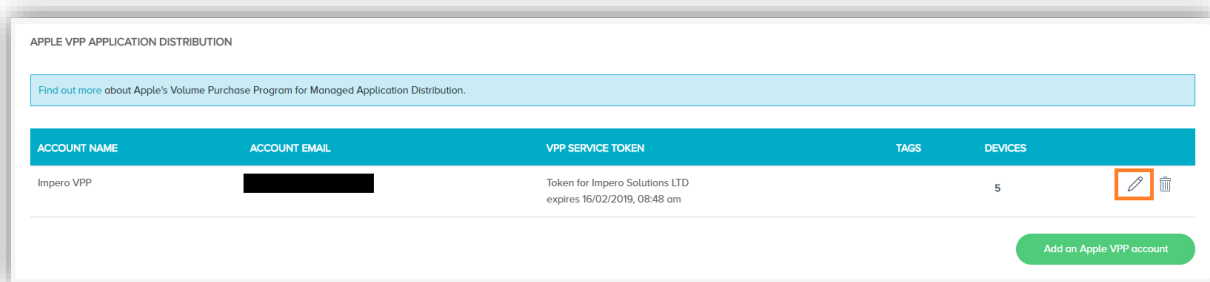 APPLE VPP APPLICATION DISTRIBUTION
Find out more about Apple's Volume Purchase Program for Managed Application Distribution.
ACCOUNT NAME ACCOUNT EMAIL VPP SERVICE TOKEN TAGS DEVICES
Impero VPP Token for Impero Solutions LTD 5
expires 16/02/2019, 08:48 am
Add an Apple VPP account